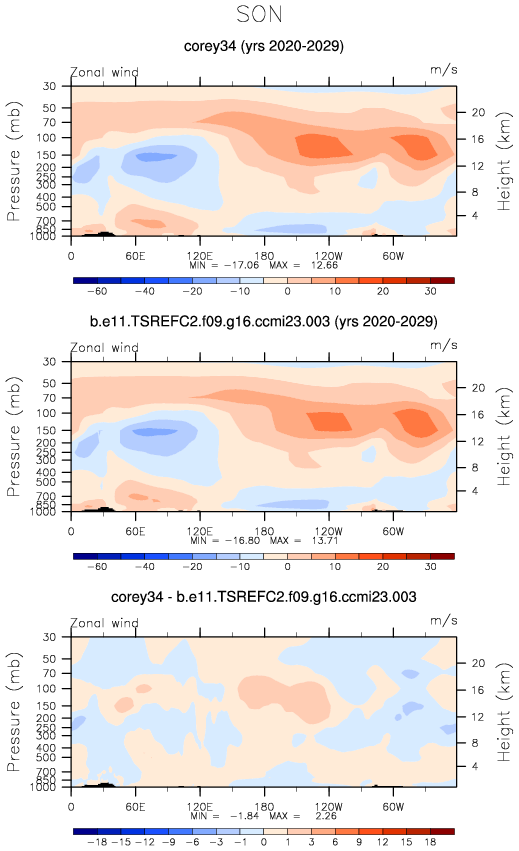 SON
corey34 (yrs 2020-2029)
Zonal wind m/s
Pressure (mb)
30
50
70
100
150
200
250
300
400
500
700
850
1000
20
16
12
8
4
Height (km)
0 60E 120E 180 120W 60W
MIN = -17.06 MAX = 12.66
-60 -40 -20 -10 0 10 20 30
b.e11.TSREFC2.f09.g16.ccmi23.003 (yrs 2020-2029)
Zonal wind m/s
Pressure (mb)
30
50
70
100
150
200
250
300
400
500
700
850
1000
20
16
12
8
4
Height (km)
0 60E 120E 180 120W 60W
MIN = -16.80 MAX = 13.71
-60 -40 -20 -10 0 10 20 30
corey34 - b.e11.TSREFC2.f09.g16.ccmi23.003
Zonal wind m/s
Pressure (mb)
30
50
70
100
150
200
250
300
400
500
700
850
1000
20
16
12
8
4
Height (km)
0 60E 120E 180 120W 60W
MIN = -1.84 MAX = 2.26
-18 -15 -12 -9 -6 -3 -1 0 1 3 6 9 12 15 18